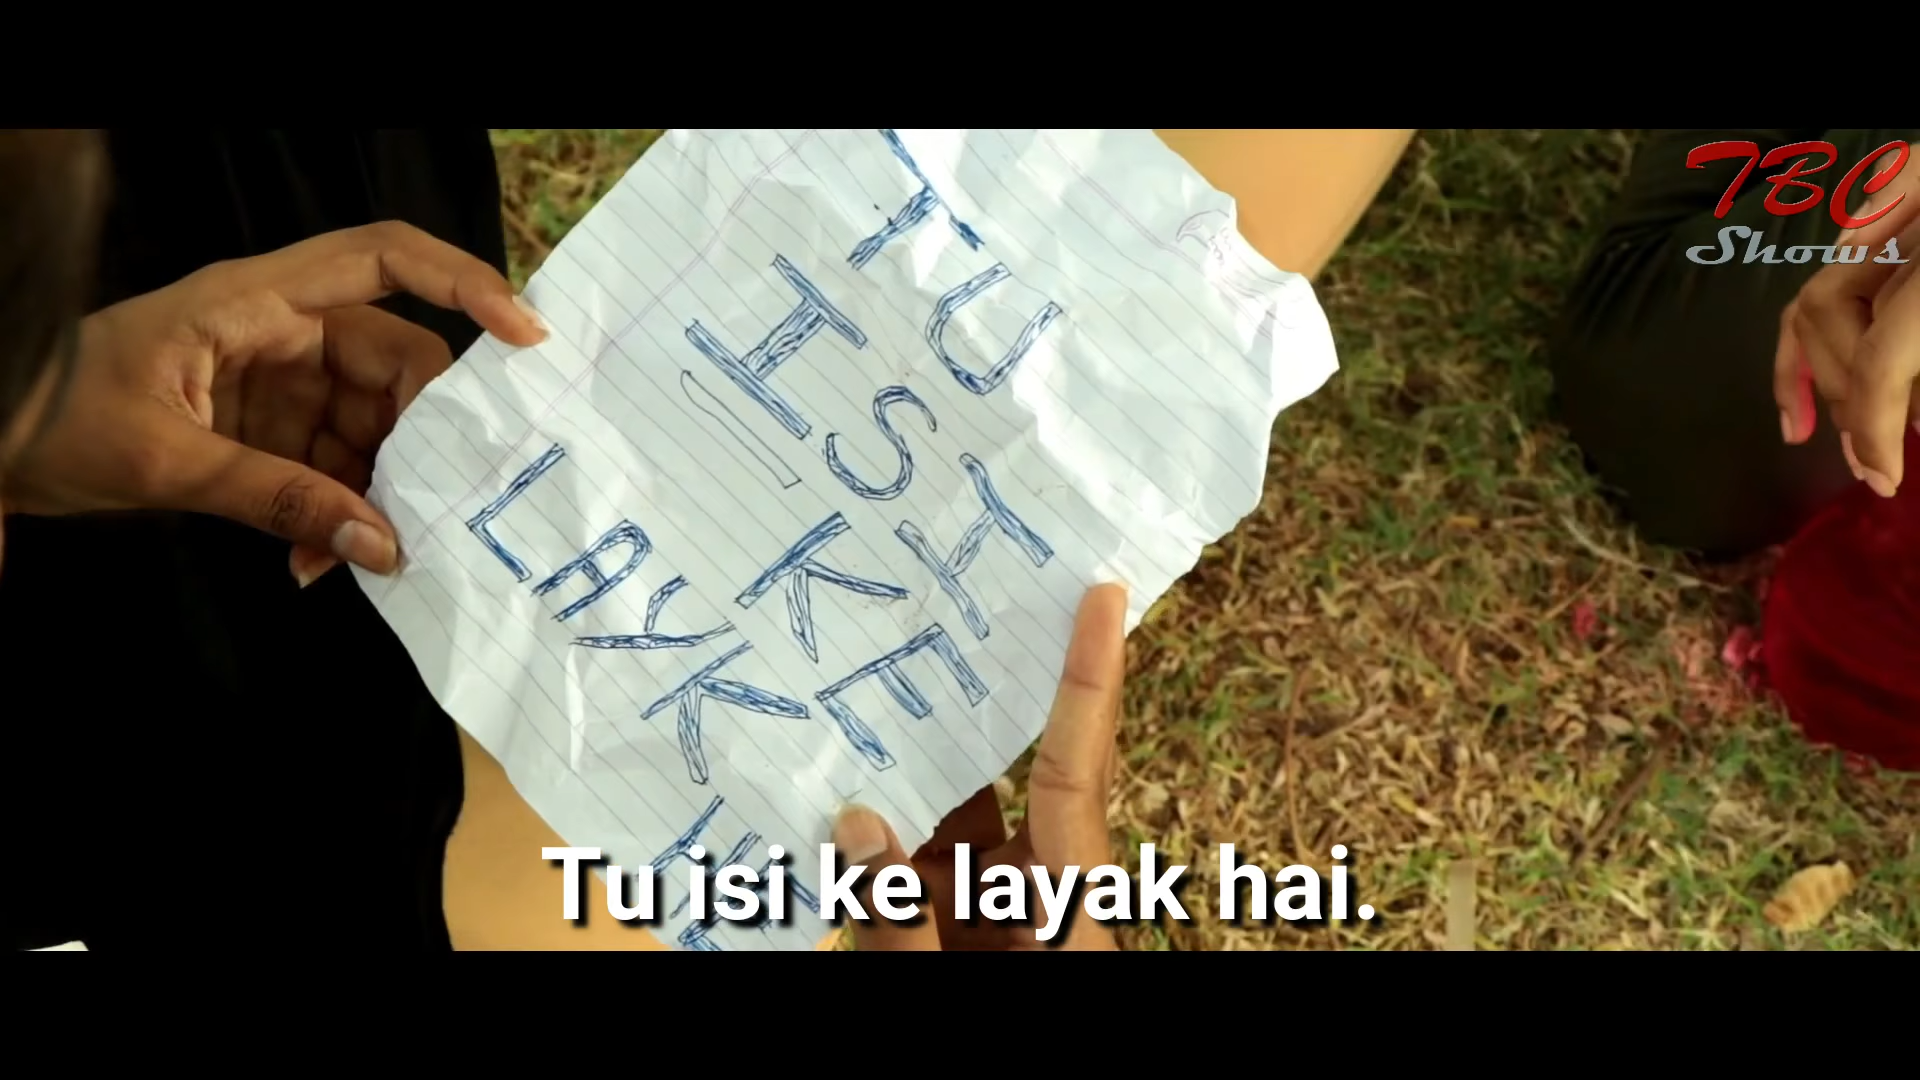 TBC
Shows
TU
ISI
KE
LAYK
Tu isi ke layak hai.